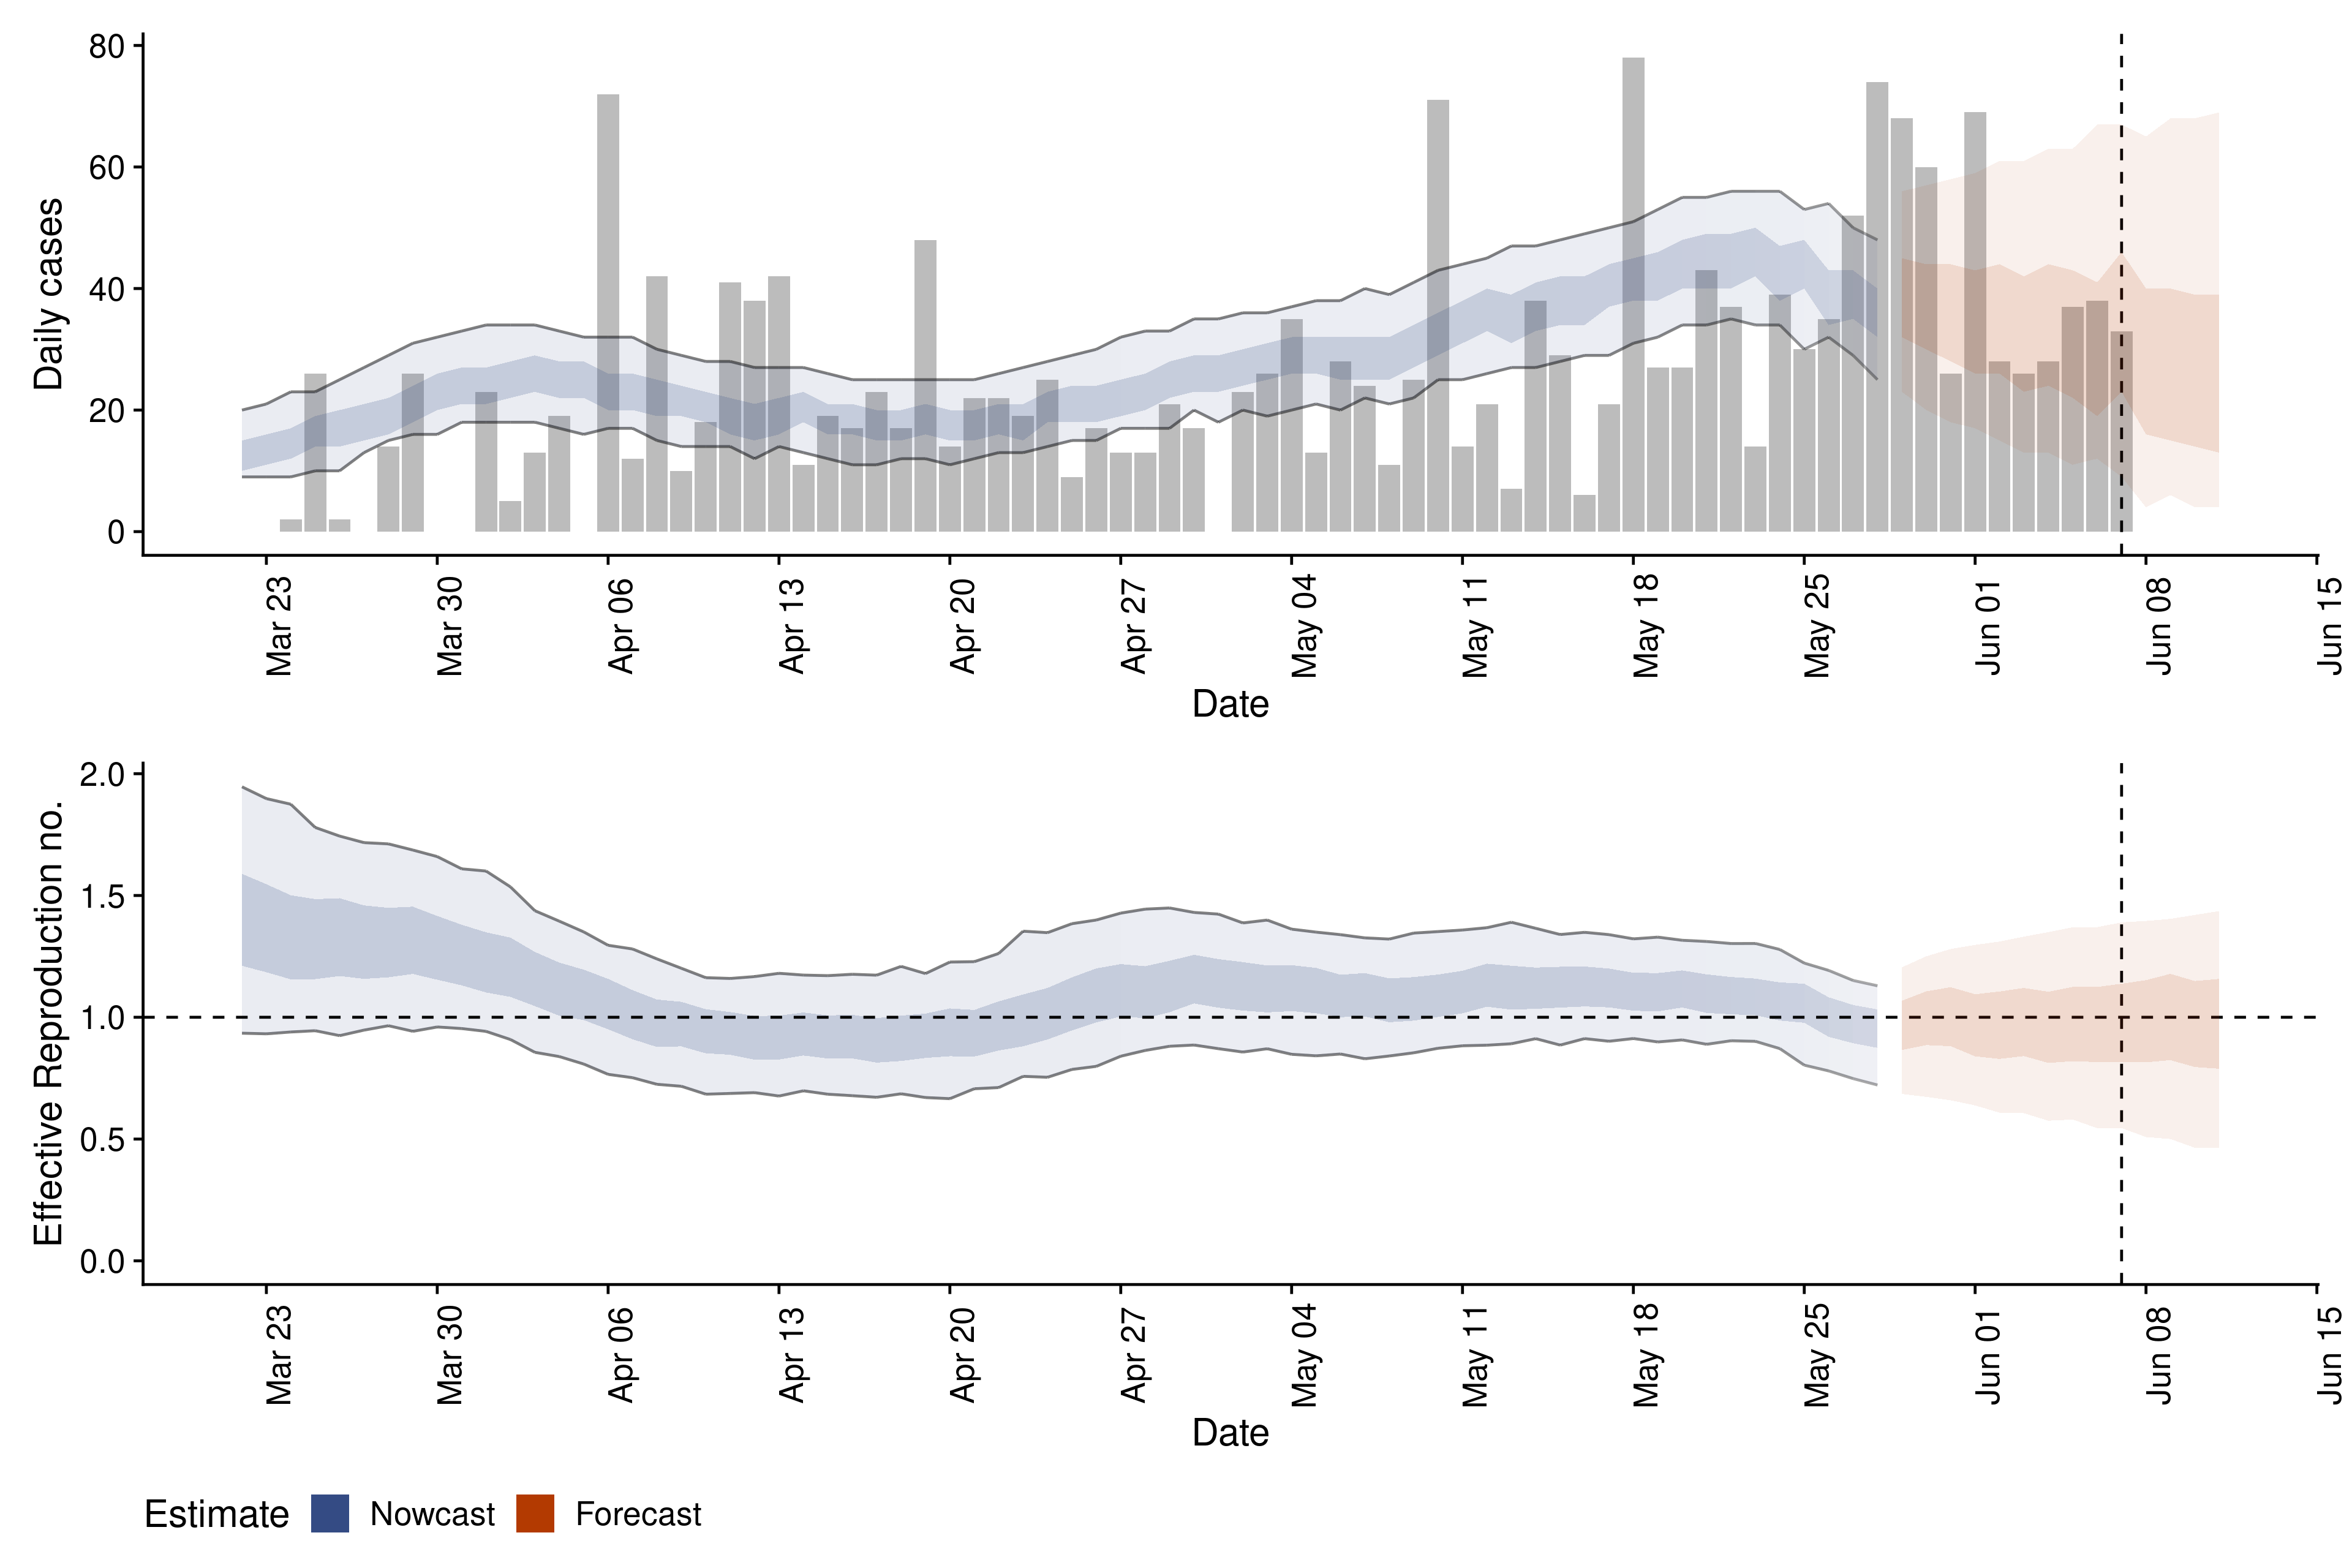 80
60
40
20
0
Daily cases
Mar 23
Mar 30
Apr 06
Apr 13
Apr 20
Apr 27
May 04
May 11
May 18
May 25
Jun 01
Jun 08
Jun 15
Date
2.0
1.5
1.0
0.5
0.0
Effective Reproduction no.
Mar 23
Mar 30
Apr 06
Apr 13
Apr 20
Apr 27
May 04
May 11
May 18
May 25
Jun 01
Jun 08
Jun 15
Date
Estimate Nowcast Forecast